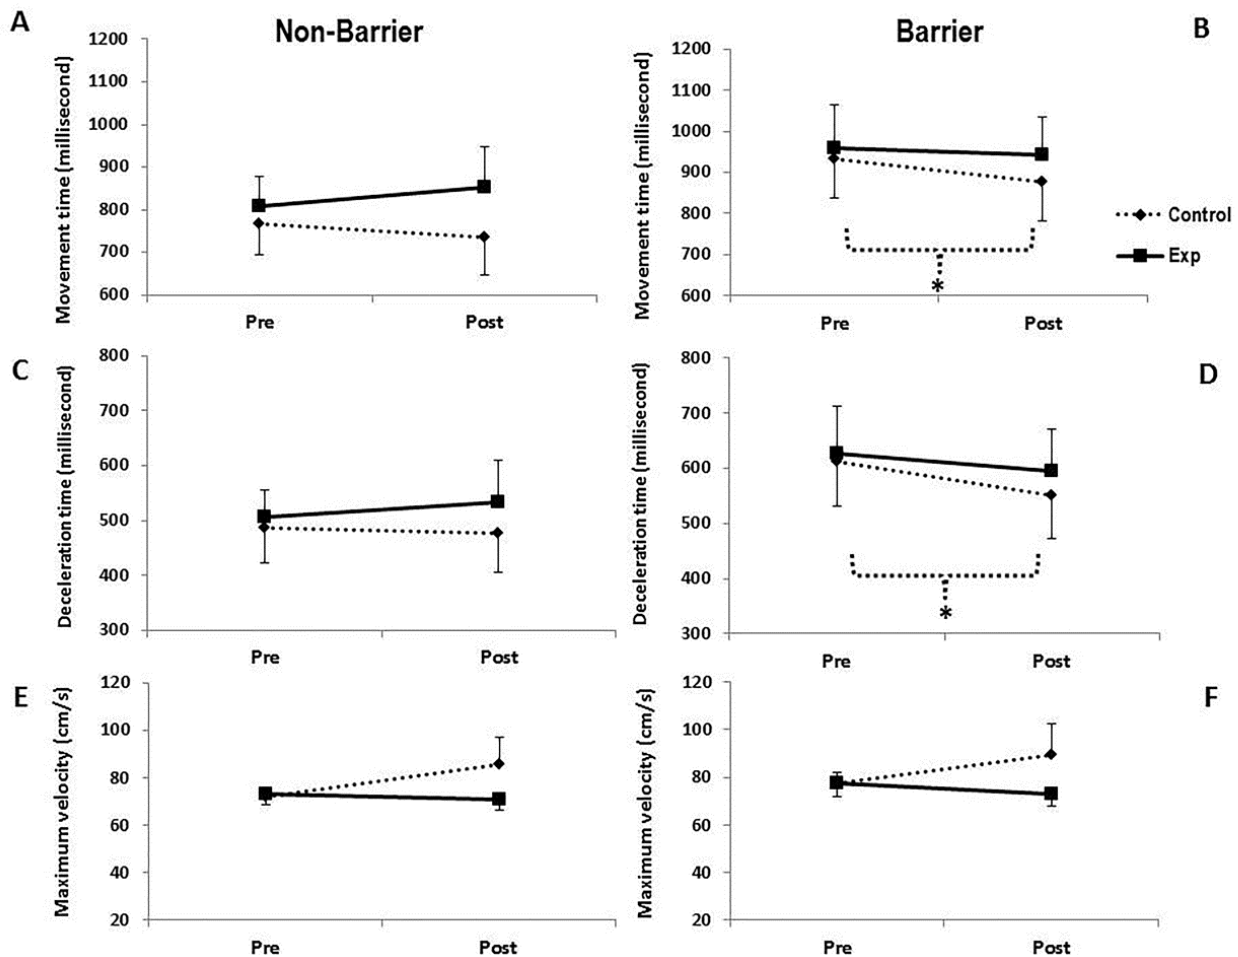 A
Non-Barrier
Barrier
B
Movement time (millisecond)
1200
1100
1000
900
800
700
600
Pre
Post
Movement time (millisecond)
1200
1100
1000
900
800
700
600
*
Pre
Post
Control
Exp
C
Deceleration time (millisecond)
800
700
600
500
400
300
Pre
Post
D
Deceleration time (millisecond)
800
700
600
500
400
300
*
Pre
Post
E
Maximum velocity (cm/s)
120
100
80
60
40
20
Pre
Post
F
Maximum velocity (cm/s)
120
100
80
60
40
20
Pre
Post